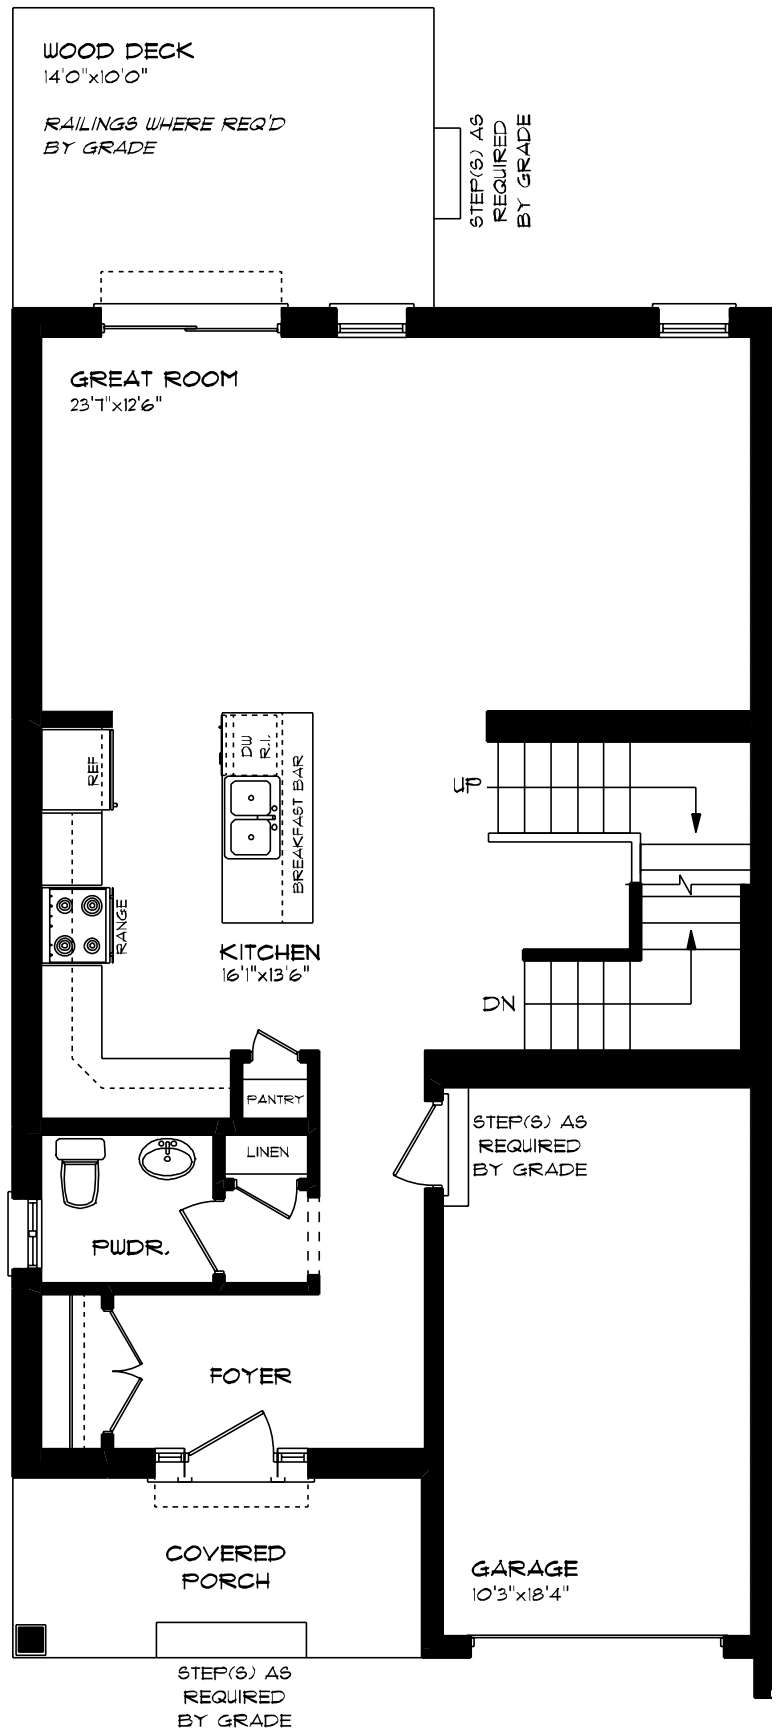 WOOD DECK
14'0"x10'0"
RAILINGS WHERE REQ'D
BY GRADE
STEP(S) AS
REQUIRED
BY GRADE
GREAT ROOM
23'7"x12'6"
REF
DW
R.I.
BREAKFAST BAR
UP
RANGE
KITCHEN
16'1"x13'6"
DN
PANTRY
STEP(S) AS
REQUIRED
BY GRADE
LINEN
PWDR.
FOYER
COVERED
PORCH
GARAGE
10'3"x18'4"
STEP(S) AS
REQUIRED
BY GRADE